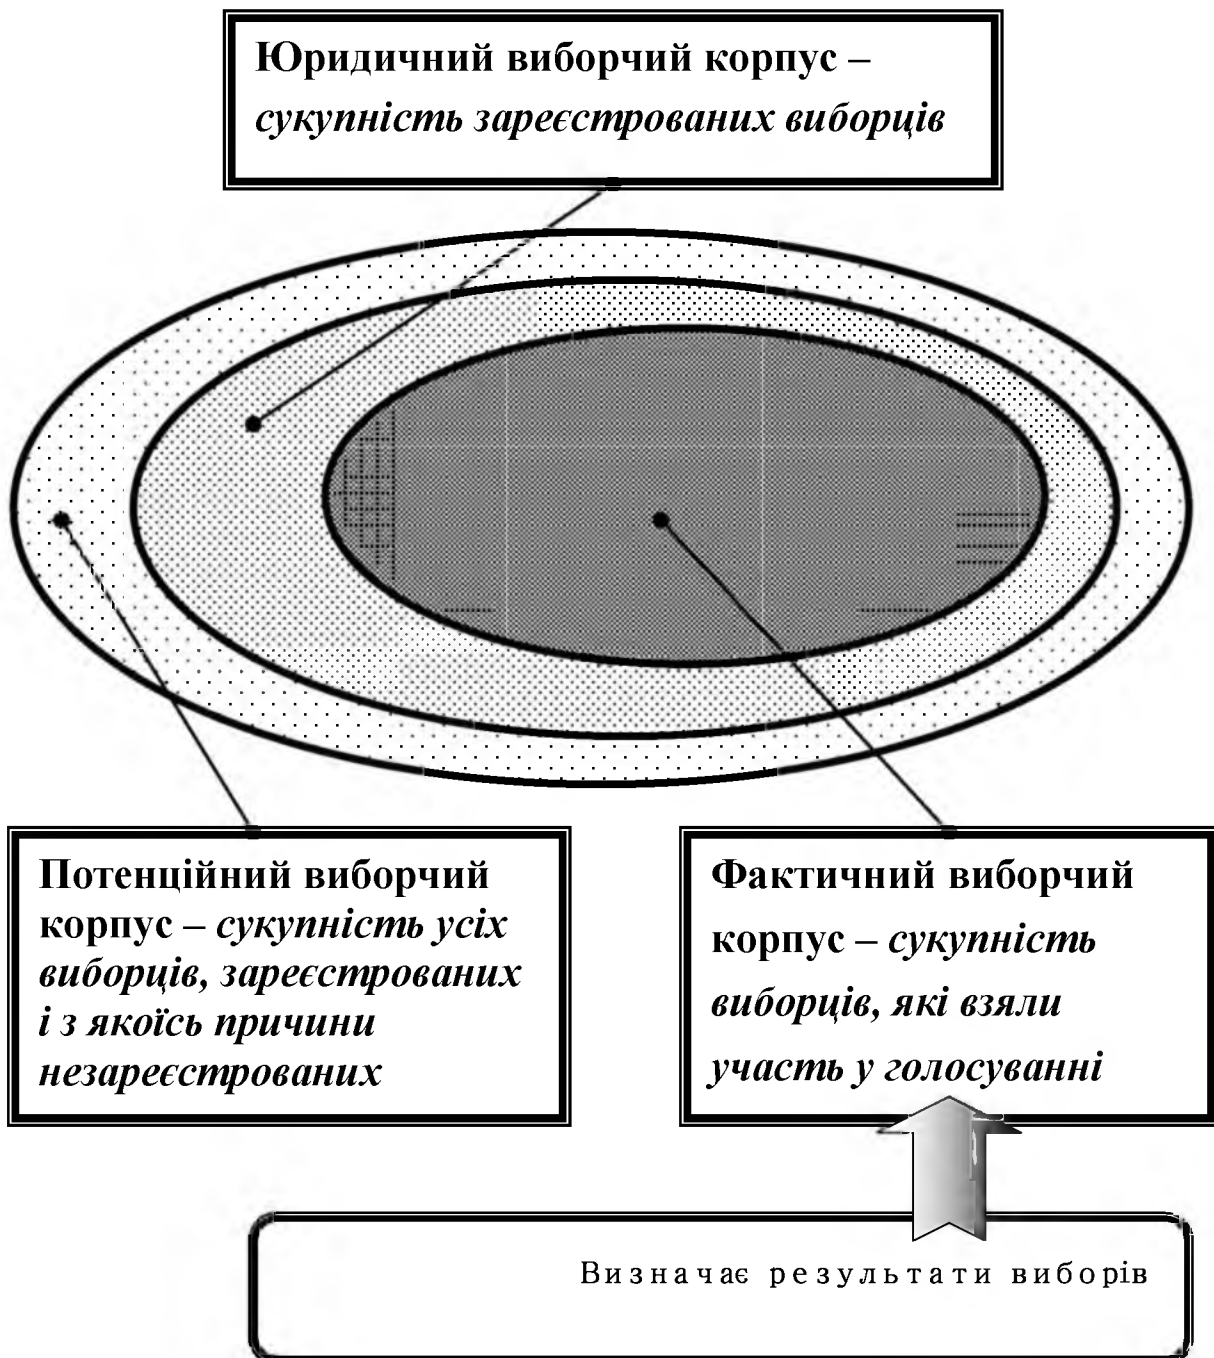 Юридичний виборчий корпус –
сукупність зареєстрованих виборців
Потенційний виборчий
корпус – сукупність усіх
виборців, зареєстрованих
і з якоїсь причини
незареєстрованих
Фактичний виборчий
корпус – сукупність
виборців, які взяли
участь у голосуванні
Визначає результати виборів